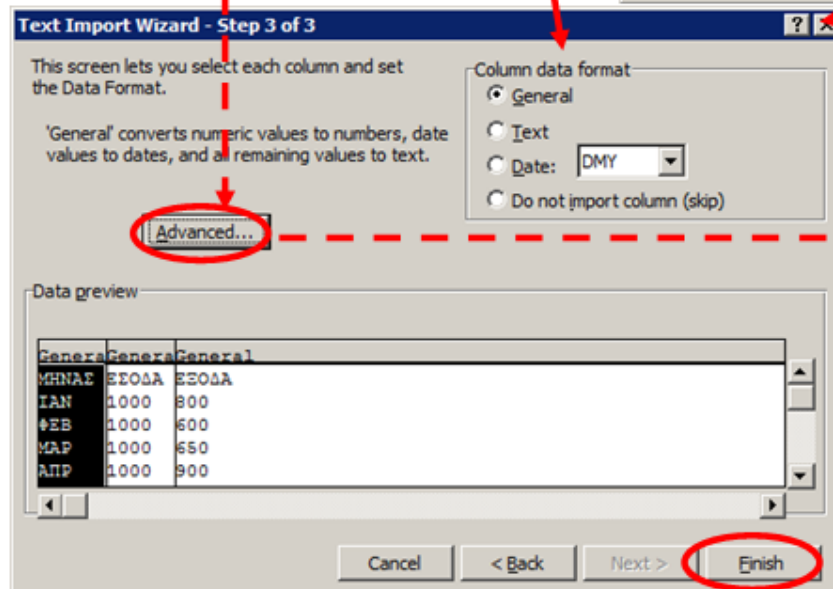 Text Import Wizard - Step 3 of 3
This screen lets you select each column and set
the Data Format.
'General' converts numeric values to numbers, date
values to dates, and all remaining values to text.
Advanced...
Column data format
General
Text
Date: DMY
Do not import column (skip)
Data preview
Genera Genera General
ΜΗΝΑΣ ΕΣΟΔΑ ΕΞΟΔΑ
ΙΑΝ 1000 800
ΦΕΒ 1000 600
ΜΑΡ 1000 650
ΑΠΡ 1000 900
Cancel < Back Next > Finish